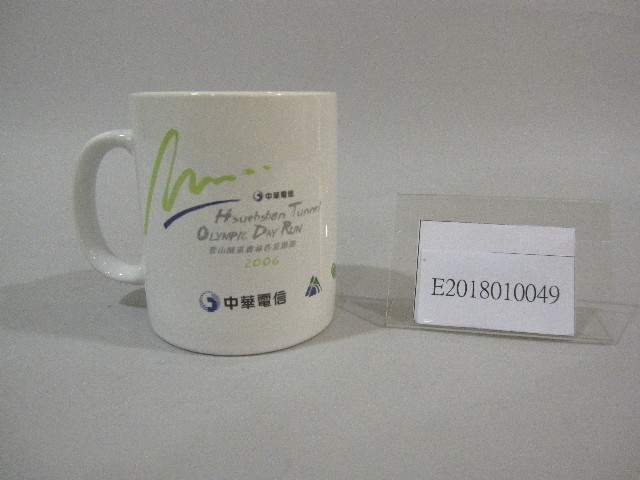 中華電信
Hsuehshan Tunnel
OLYMPIC DAY RUN
2006
中華電信
E2018010049